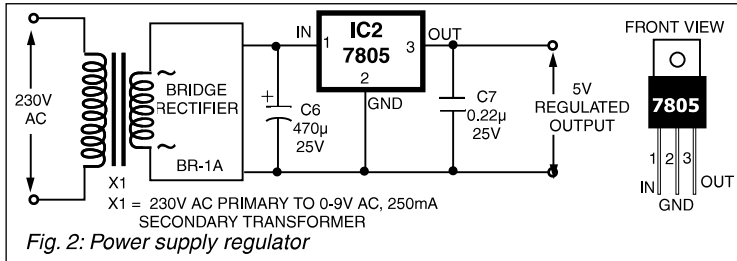 230V
AC
X1
~
~
BRIDGE
RECTIFIER
BR-1A
IN
1
IC2
7805
2
3
OUT
GND
+
C6
470µ
25V
C7
0.22µ
25V
5V
REGULATED
OUTPUT
FRONT VIEW
7805
1 2 3
IN
OUT
GND
X1 = 230V AC PRIMARY TO 0-9V AC, 250mA
SECONDARY TRANSFORMER
Fig. 2: Power supply regulator